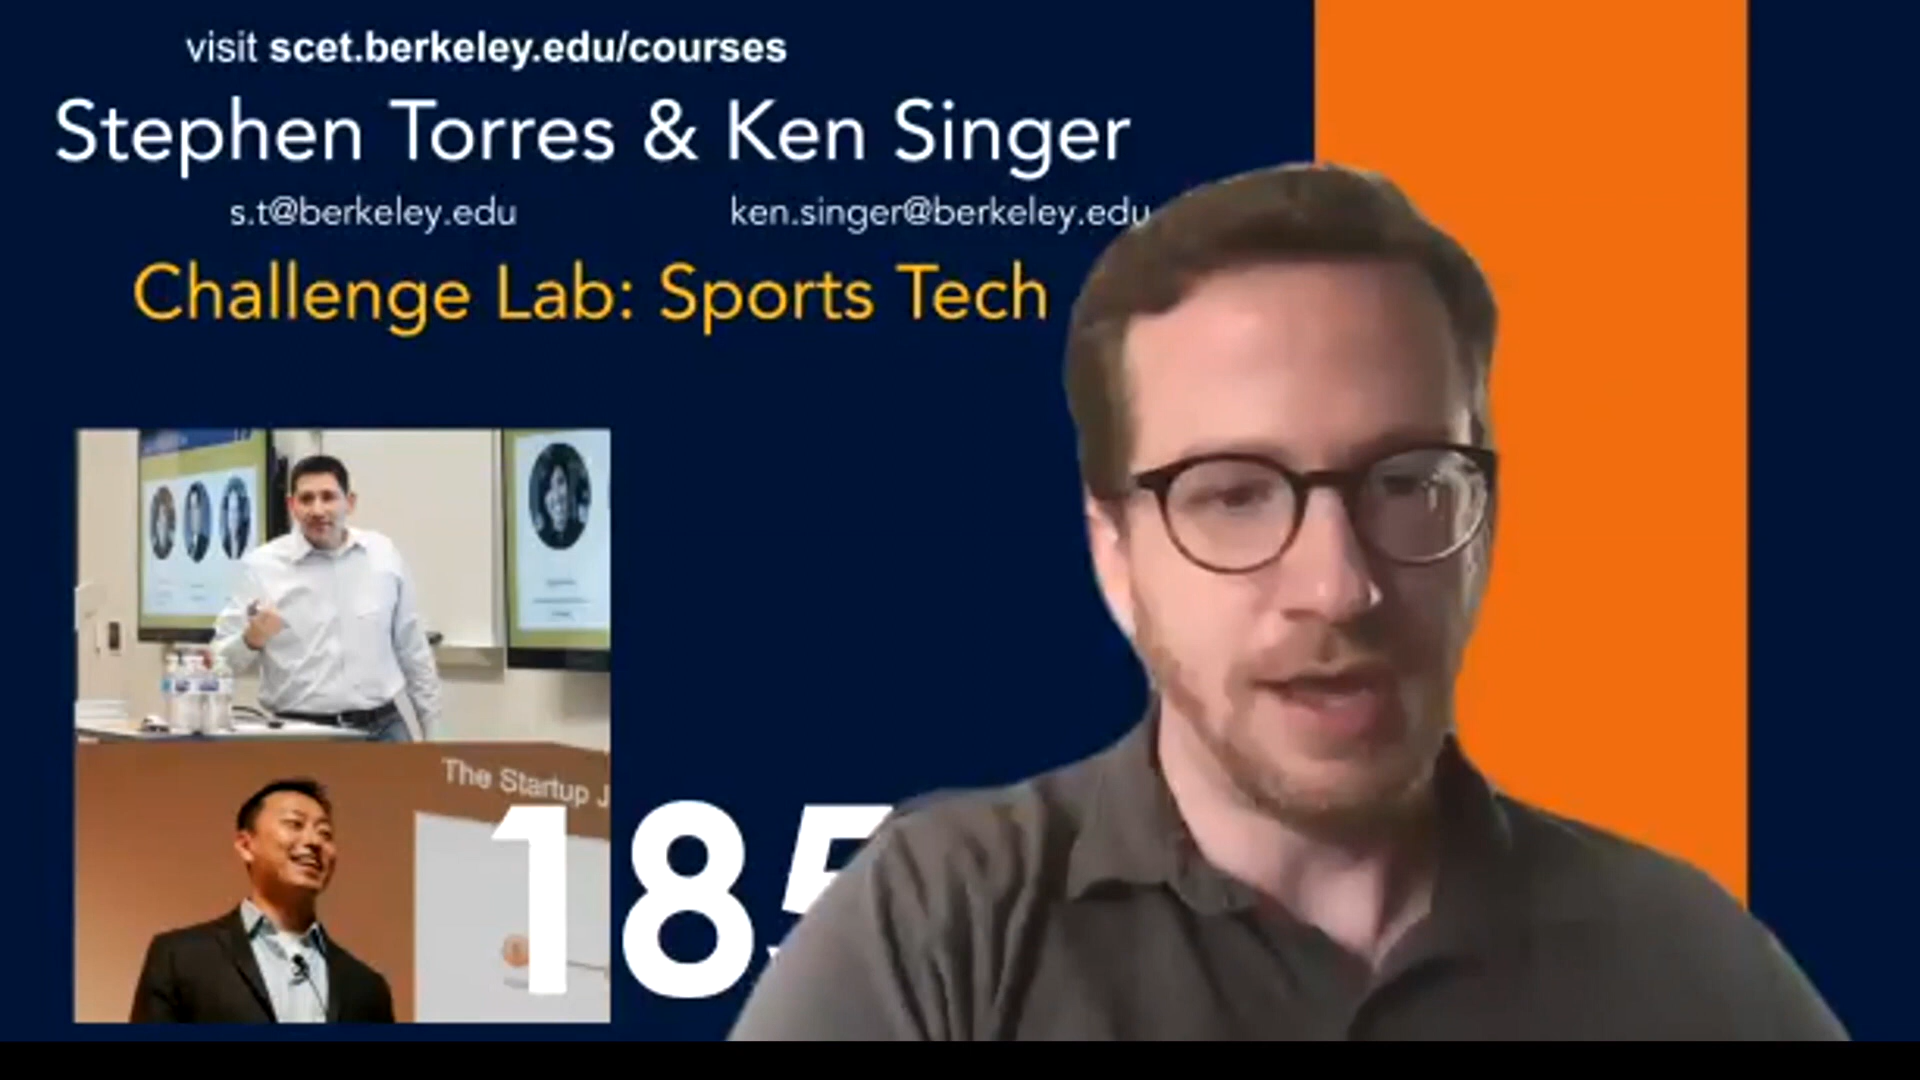 visit scet.berkeley.edu/courses
Stephen Torres & Ken Singer
s.t@berkeley.edu ken.singer@berkeley.edu
Challenge Lab: Sports Tech
The Startup J
185